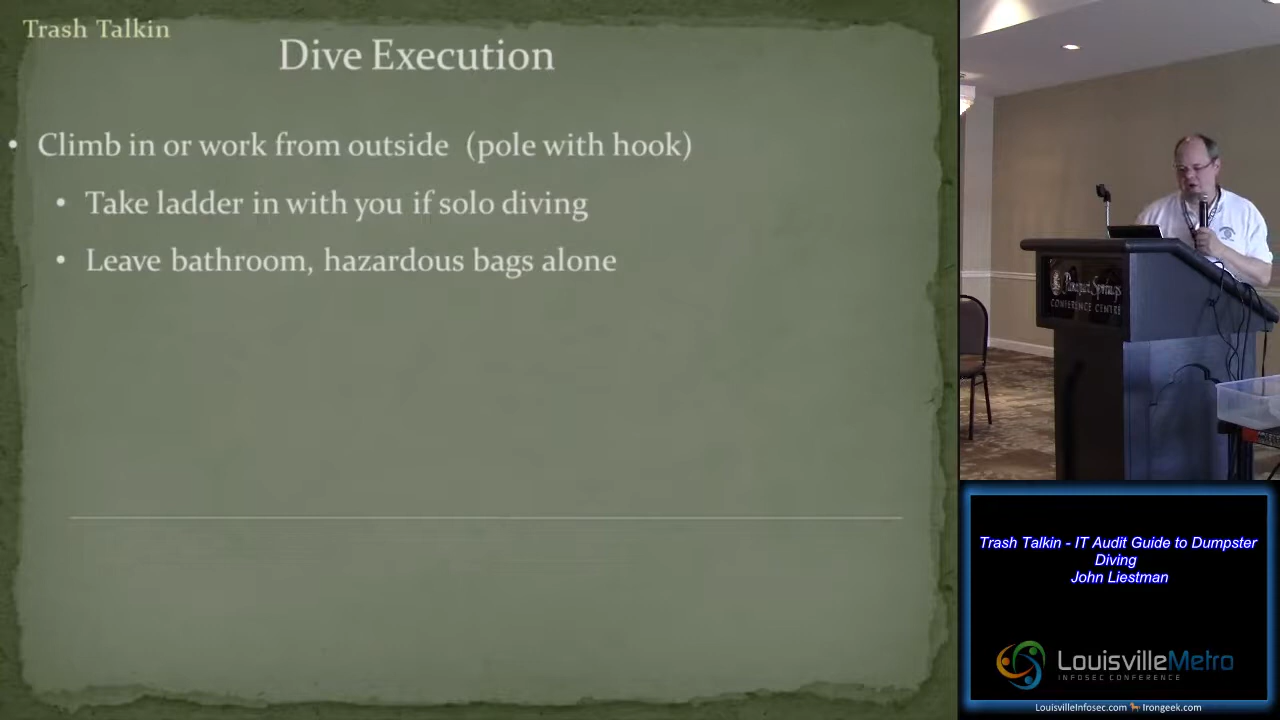 Trash Talkin
Dive Execution
• Climb in or work from outside (pole with hook)
• Take ladder in with you if solo diving
• Leave bathroom, hazardous bags alone
CONFERENCE CENTRE
Trash Talkin - IT Audit Guide to Dumpster
Diving
John Liestman
LouisvilleMetro
INFOSEC CONFERENCE
LouisvilleInfosec.com Irongeek.com